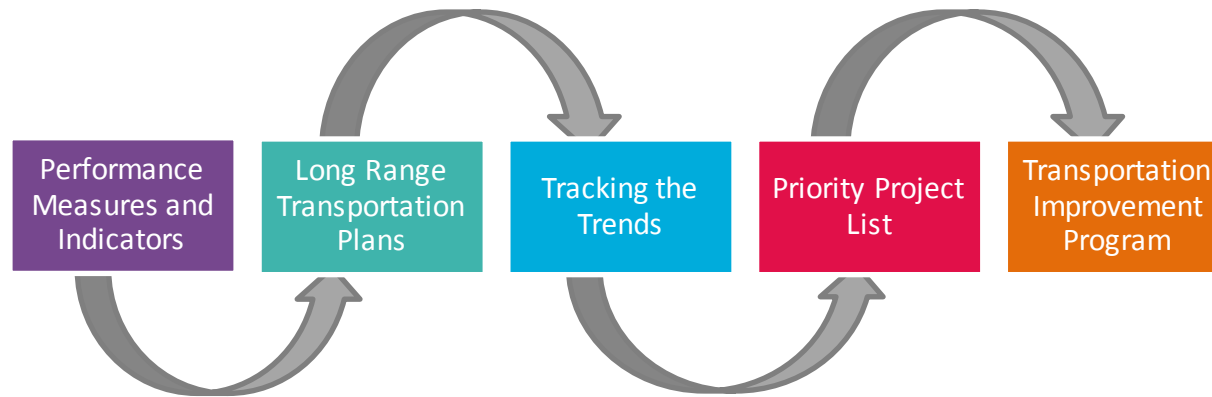 Performance
Measures and
Indicators
Long Range
Transportation
Plans
Tracking the
Trends
Priority Project
List
Transportation
Improvement
Program